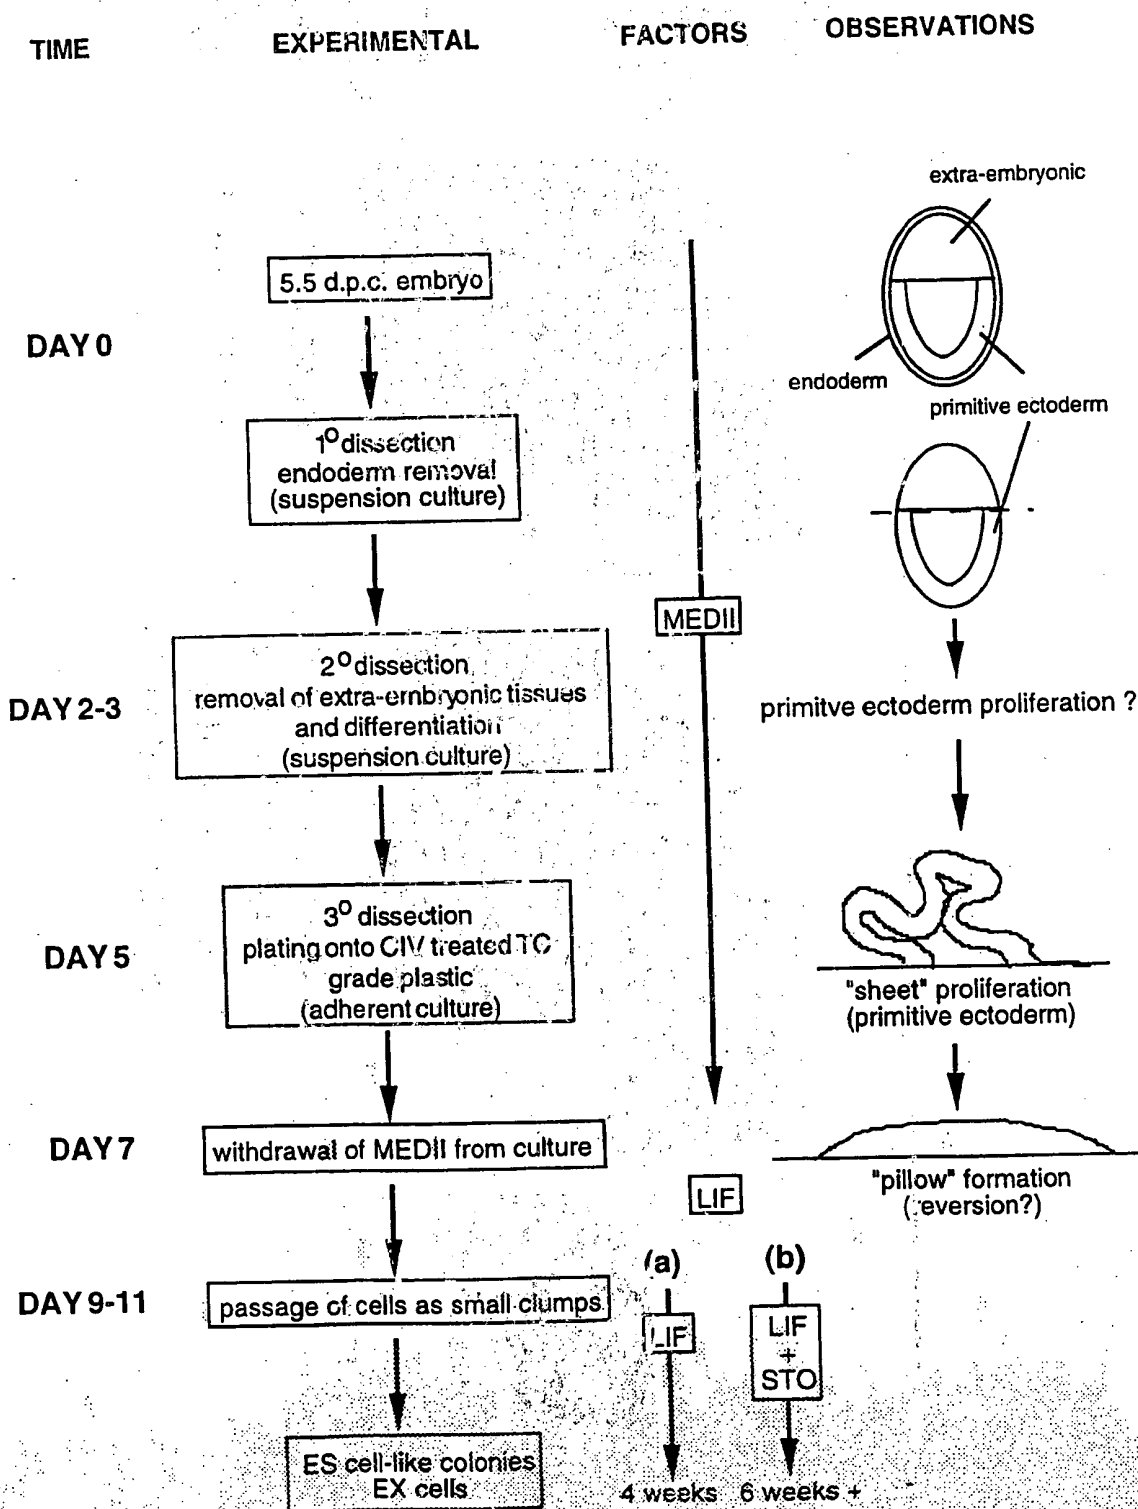 TIME
EXPERIMENTAL
FACTORS
OBSERVATIONS
extra-embryonic
5.5 d.p.c. embryo
DAY 0
endoderm
primitive ectoderm
1º dissection
endoderm removal
(suspension culture)
MEDII
2º dissection
removal of extra-embryonic tissues
and differentiation
(suspension culture)
DAY 2-3
primitve ectoderm proliferation ?
3º dissection
plating onto CIV treated TC
grade plastic
(adherent culture)
DAY 5
"sheet" proliferation
(primitive ectoderm)
DAY 7
withdrawal of MEDII from culture
"pillow" formation
(reversion?)
LIF
(a)
(b)
DAY 9-11
passage of cells as small clumps
LIF
LIF
+
STO
ES cell-like colonies
EX cells
4 weeks
6 weeks +